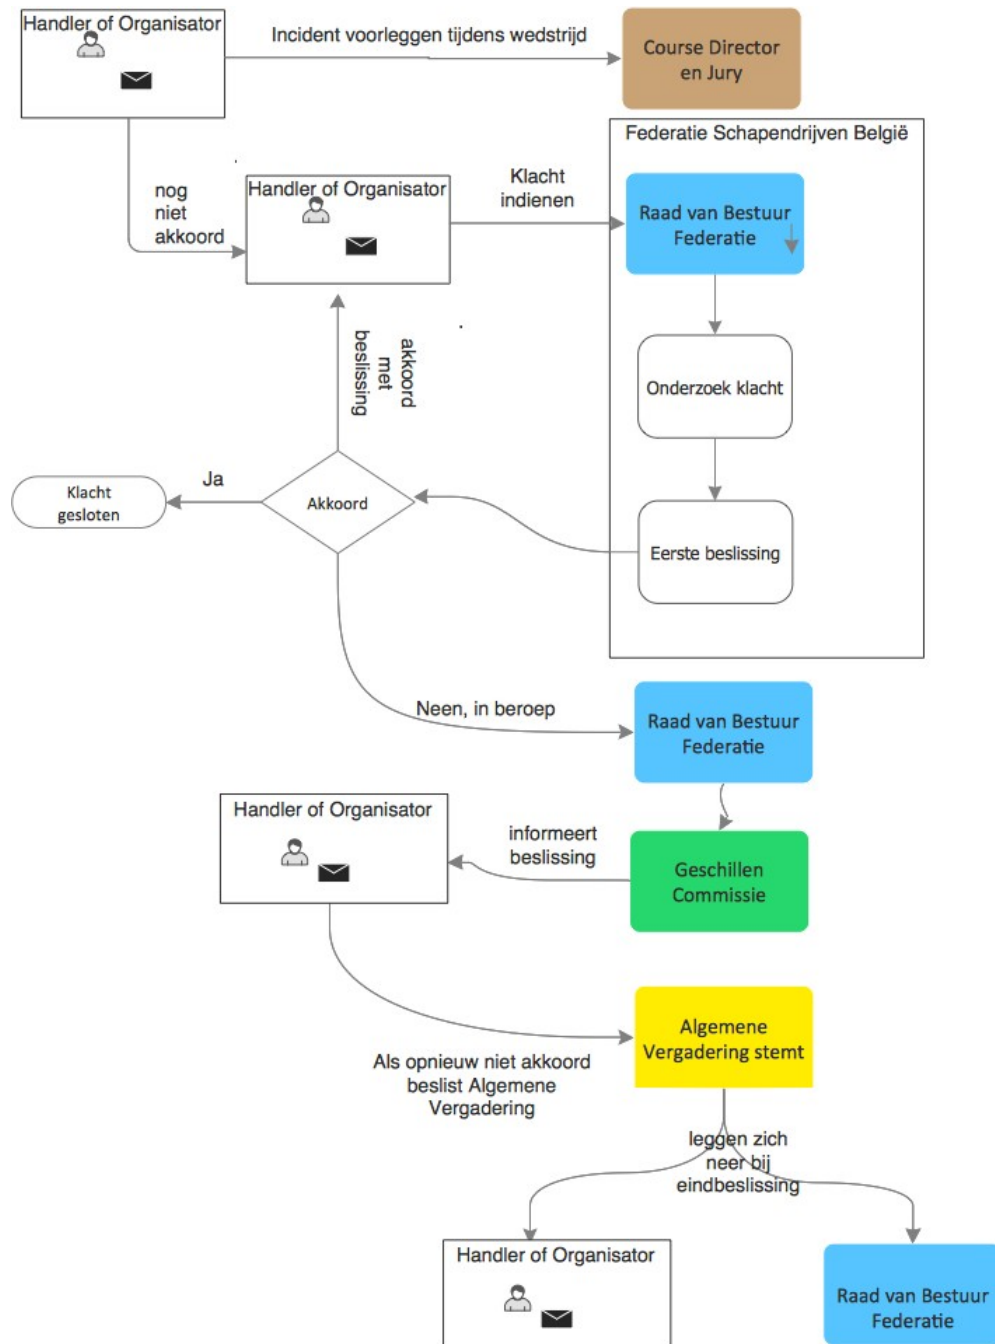 Handler of Organisator
Incident voorleggen tijdens wedstrijd
Course Director
en Jury
Federatie Schapendrijven België
nog
niet
akkoord
Handler of Organisator
Klacht
indienen
Raad van Bestuur
Federatie
akkoord
met
beslissing
Onderzoek klacht
Ja
Klacht
gesloten
Akkoord
Eerste beslissing
Neen, in beroep
Raad van Bestuur
Federatie
Handler of Organisator
informeert
beslissing
Geschillen
Commissie
Algemene
Vergadering stemt
Als opnieuw niet akkoord
beslist Algemene
Vergadering
leggen zich
neer bij
eindbeslissing
Handler of Organisator
Raad van Bestuur
Federatie